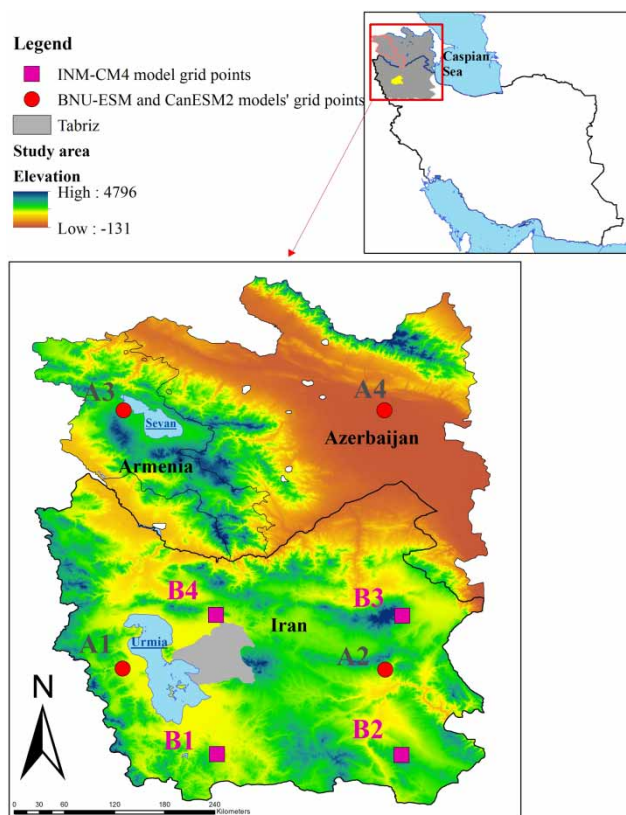 Legend
INM-CM4 model grid points
BNU-ESM and CanESM2 models' grid points
Tabriz
Study area
Elevation
High : 4796
Low : -131
Caspian
Sea
A3
A4
Sevan
Azerbaijan
Armenia
B4
B3
Iran
Urmia
A1
A2
N
B1
B2
0 30 60 120 180 240
Kilometers